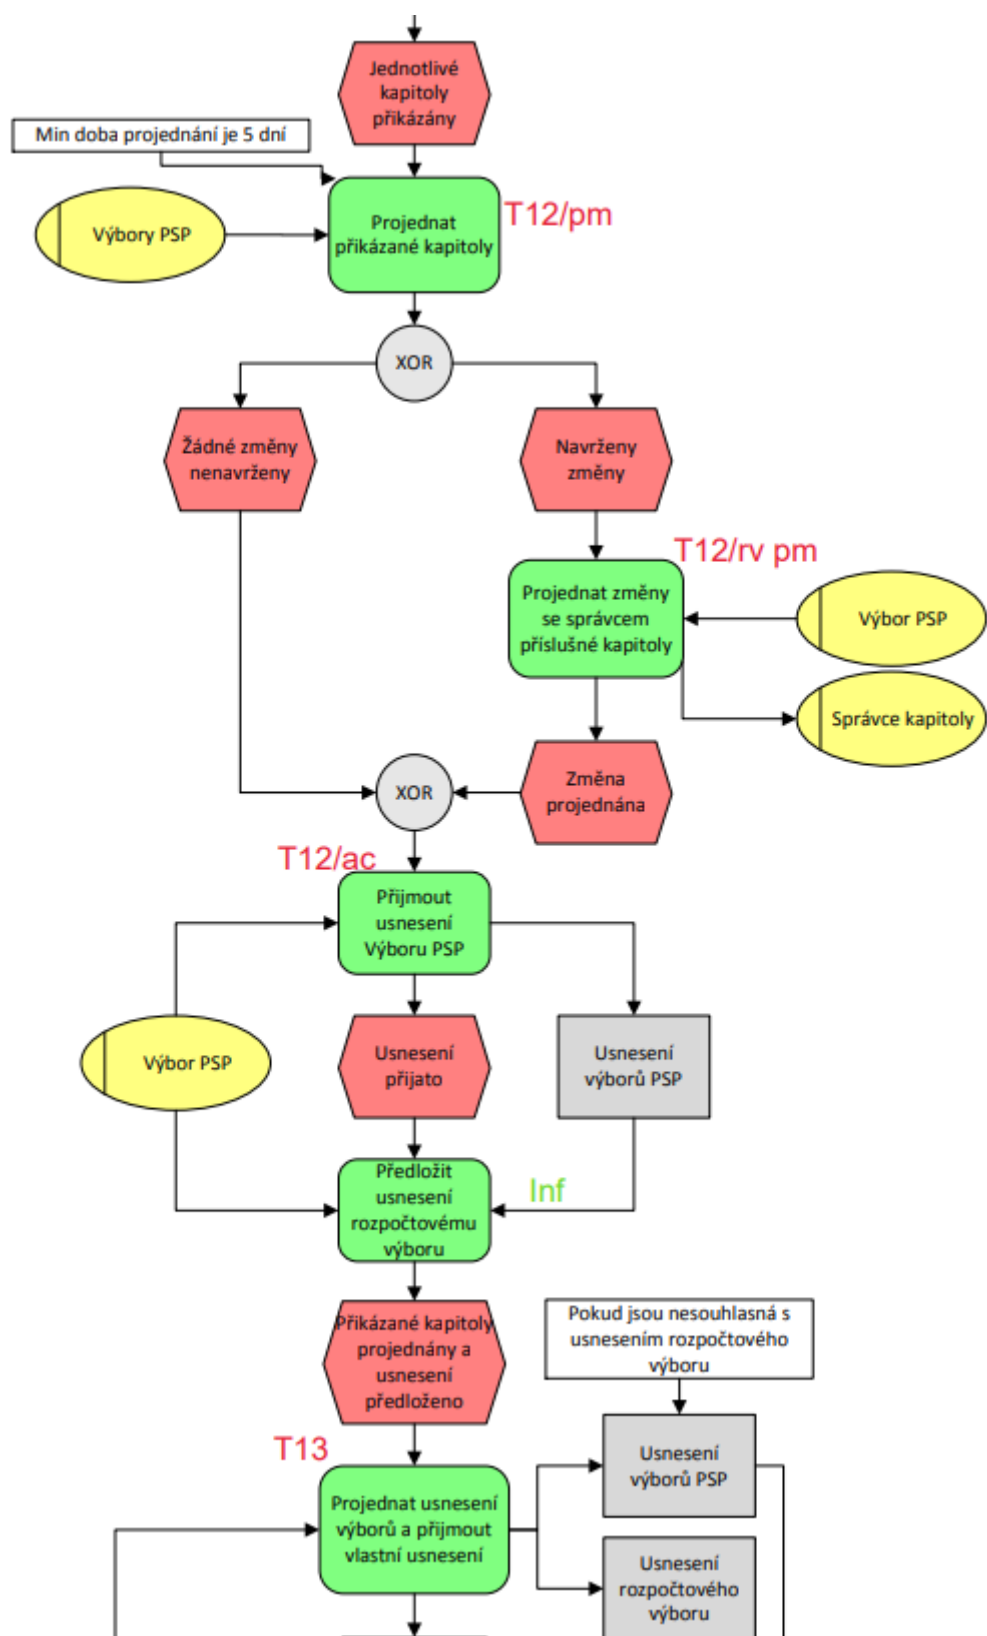 Jednotlivé
kapitoly
přikázány
Min doba projednání je 5 dní
T12/pm
Výbory PSP
Projednat
přikázané kapitoly
XOR
Žádné změny
nenavrženy
Navrženy
změny
T12/rv pm
Projednat změny
se správcem
příslušné kapitoly
Výbor PSP
Správce kapitoly
Změna
projednána
XOR
T12/ac
Přijmout
usnesení
Výboru PSP
Výbor PSP
Usnesení
přijato
Usnesení
výborů PSP
Předložit
usnesení
rozpočtovému
výboru
Inf
Přikázané kapitoly
projednány a
usnesení
předloženo
Pokud jsou nesouhlasná s
usnesením rozpočtového
výboru
T13
Usnesení
výborů PSP
Projednat usnesení
výborů a přijmout
vlastní usnesení
Usnesení
rozpočtového
výboru